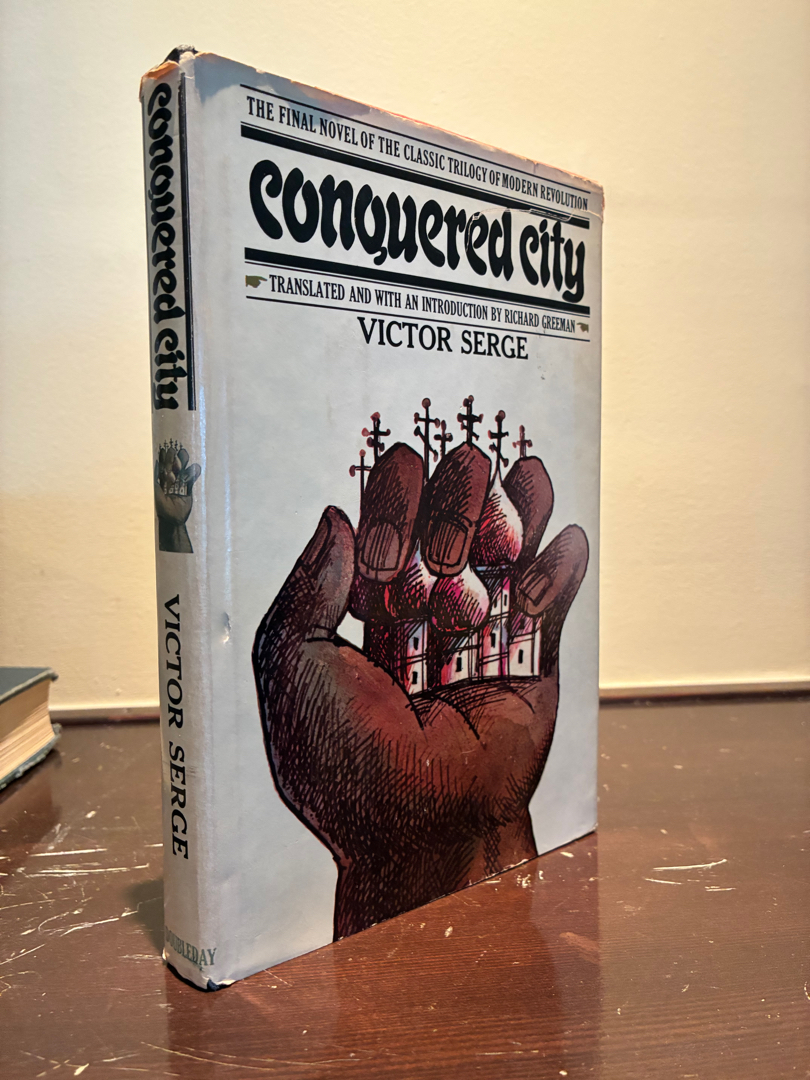 THE FINAL NOVEL OF THE CLASSIC TRILOGY OF MODERN REVOLUTION
conquered city
TRANSLATED AND WITH AN INTRODUCTION BY RICHARD GREEMAN
VICTOR SERGE
conquered city
VICTOR SERGE
DOUBLEDAY